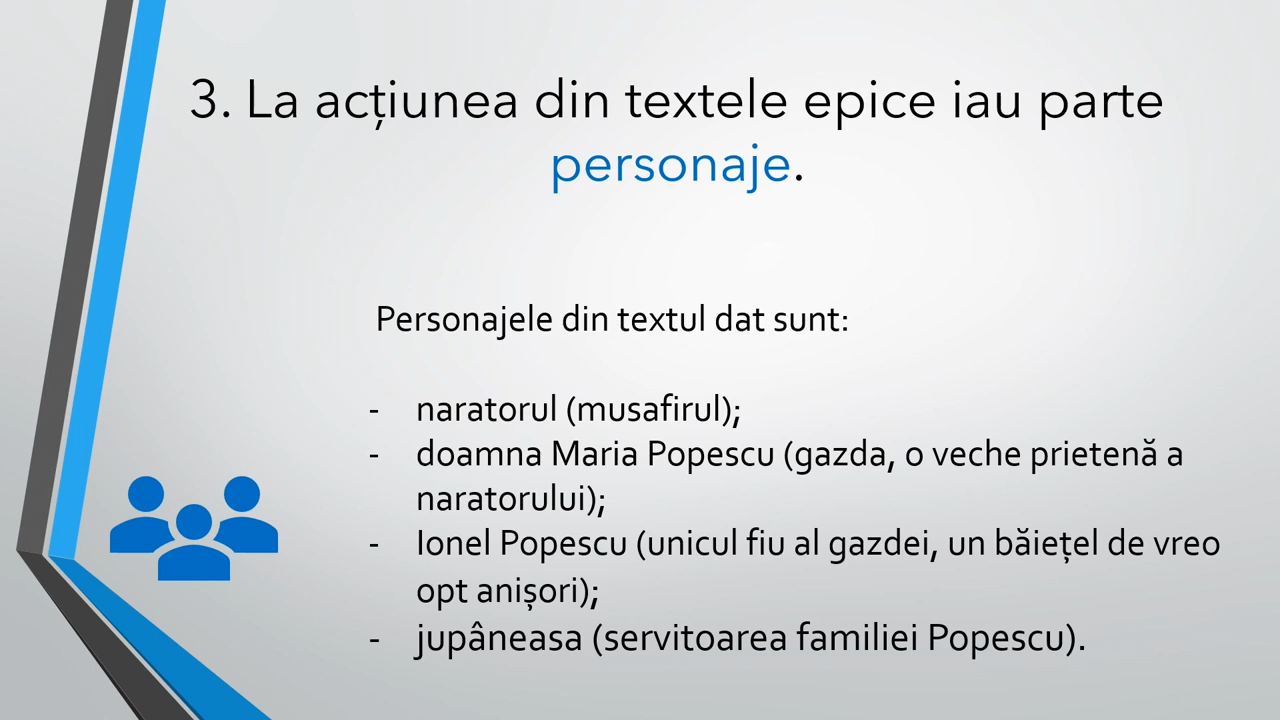 3. La acțiunea din textele epice iau parte
personaje.
Personajele din textul dat sunt:
- naratorul (musafirul);
- doamna Maria Popescu (gazda, o veche prietenă a
naratorului);
- Ionel Popescu (unicul fiu al gazdei, un băiețel de vreo
opt anișori);
- jupâneasa (servitoarea familiei Popescu).